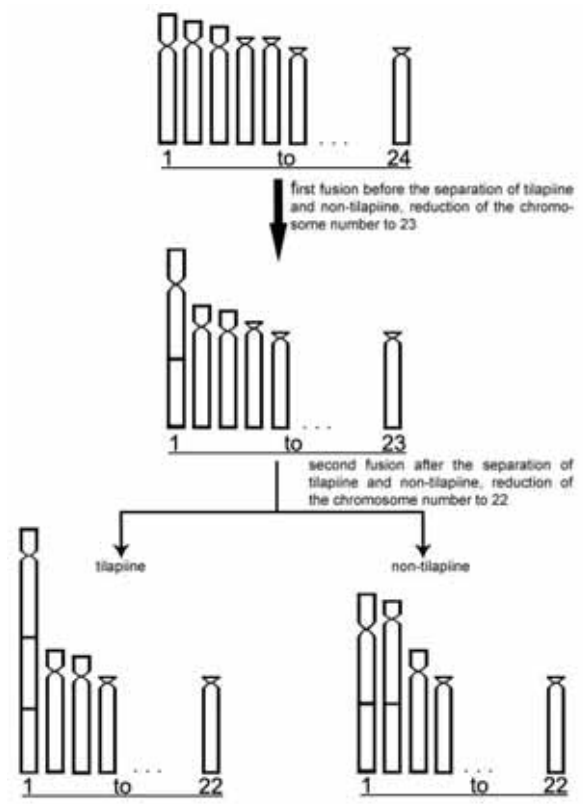 1 to 24
first fusion before the separation of tilapiine
and non-tilapiine, reduction of the chromo-
some number to 23
. . .
1 to 23
second fusion after the separation of
tilapiine and non-tilapiine, reduction of
the chromosome number to 22
tilapiine non-tilapiine
1 to 22 1 to 22